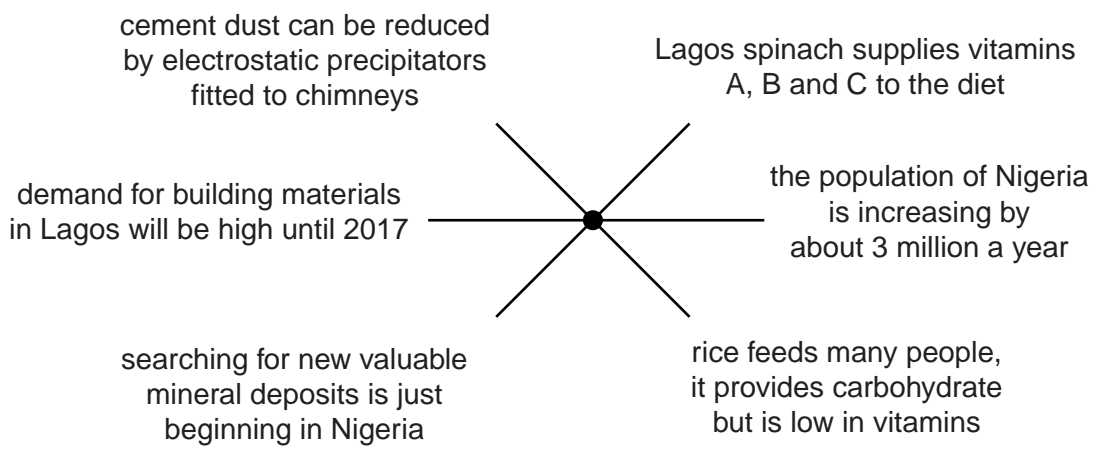 cement dust can be reduced
by electrostatic precipitators
fitted to chimneys
Lagos spinach supplies vitamins
A, B and C to the diet
demand for building materials
in Lagos will be high until 2017
the population of Nigeria
is increasing by
about 3 million a year
searching for new valuable
mineral deposits is just
beginning in Nigeria
rice feeds many people,
it provides carbohydrate
but is low in vitamins